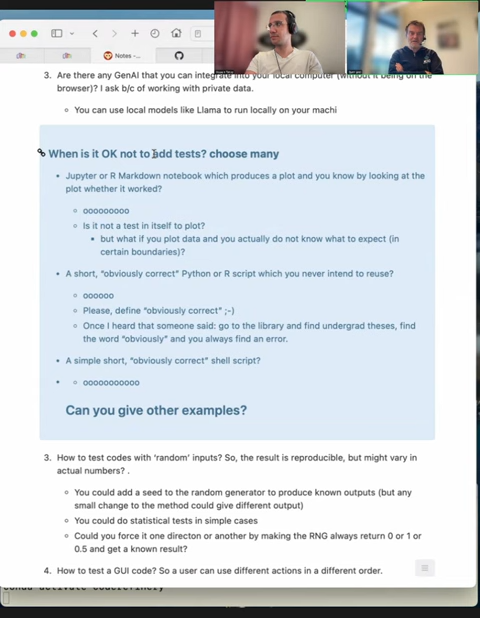 Notas -...
3. Are there any GenAI that you can integrate into your local computer (without it being on the
browser)? I ask b/c of working with private data.
You can use local models like Llama to run locally on your machi
When is it OK not to add tests? choose many
Jupyter or R Markdown notebook which produces a plot and you know by looking at the
plot whether it worked?
ooooooooo
Is it not a test in itself to plot?
but what if you plot data and you actually do not know what to expect (in
certain boundaries)?
A short, “obviously correct” Python or R script which you never intend to reuse?
oooooo
Please, define “obviously correct” ;-)
Once I heard that someone said: go to the library and find undergrad theses, find
the word “obviously” and you always find an error.
A simple short, “obviously correct” shell script?
ooooooooooo
Can you give other examples?
3. How to test codes with ‘random’ inputs? So, the result is reproducible, but might vary in
actual numbers? .
You could add a seed to the random generator to produce known outputs (but any
small change to the method could give different output)
You could do statistical tests in simple cases
Could you force it one directon or another by making the RNG always return 0 or 1 or
0.5 and get a known result?
4. How to test a GUI code? So a user can use different actions in a different order.
conda activate coderefinery